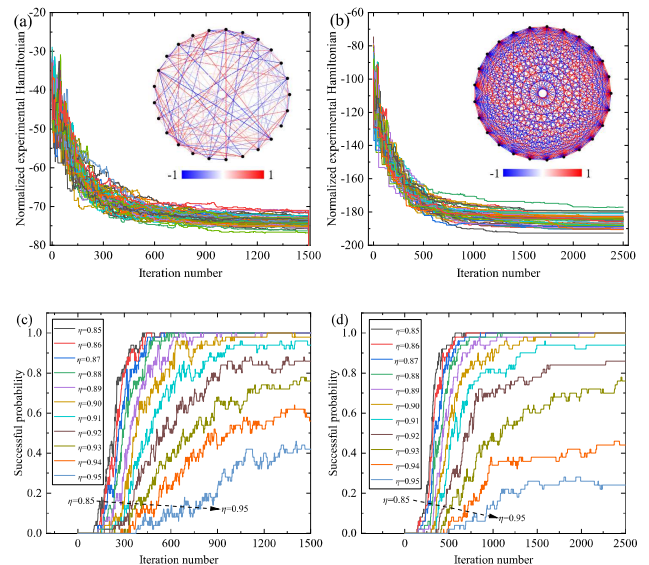 (a)
Normalized experimental Hamiltonian
-20
-30
-40
-50
-60
-70
-80
0
300
600
900
1200
1500
Iteration number
-1
1
(b)
Normalized experimental Hamiltonian
-60
-80
-100
-120
-140
-160
-180
-200
0
500
1000
1500
2000
2500
Iteration number
-1
1
(c)
Successful probability
1.0
0.8
0.6
0.4
0.2
0.0
η=0.85
η=0.86
η=0.87
η=0.88
η=0.89
η=0.90
η=0.91
η=0.92
η=0.93
η=0.94
η=0.95
η=0.85
η=0.95
0
300
600
900
1200
1500
Iteration number
(d)
Successful probability
1.0
0.8
0.6
0.4
0.2
0.0
η=0.85
η=0.86
η=0.87
η=0.88
η=0.89
η=0.90
η=0.91
η=0.92
η=0.93
η=0.94
η=0.95
η=0.85
η=0.95
0
500
1000
1500
2000
2500
Iteration number